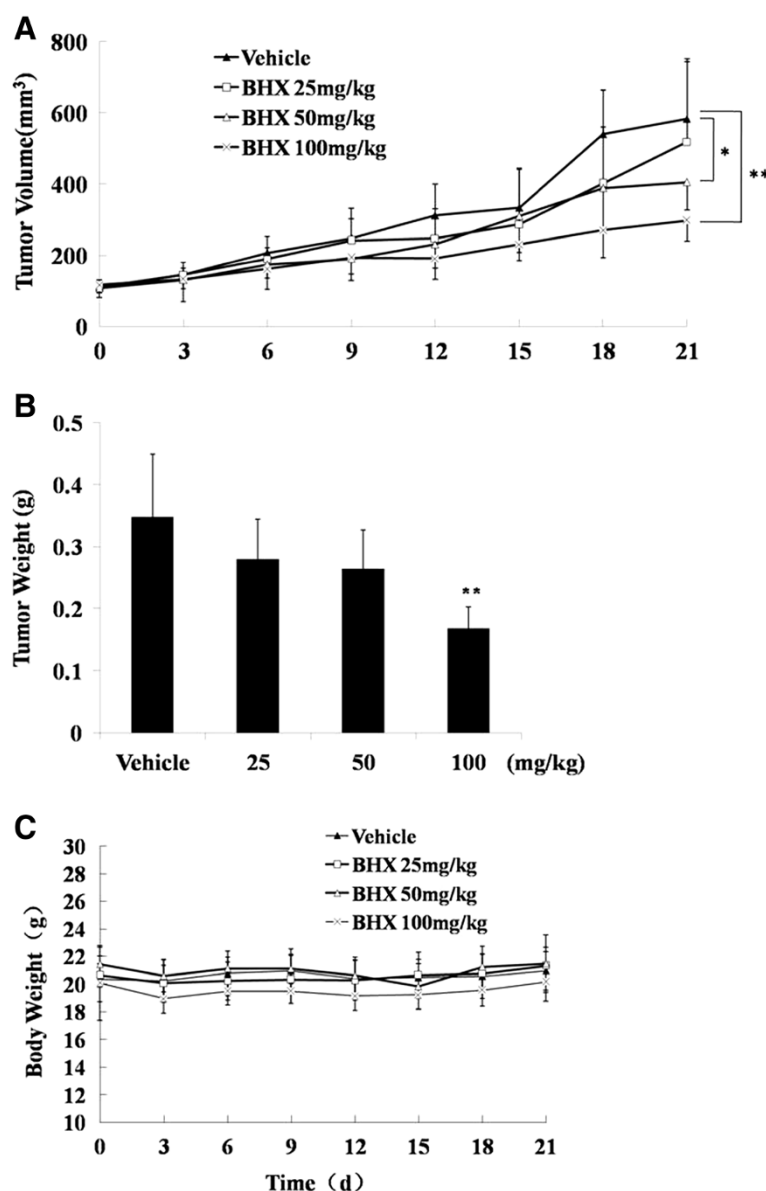 A
Tumor Volume(mm³)
800
600
400
200
0
Vehicle
BHX 25mg/kg
BHX 50mg/kg
BHX 100mg/kg
*
**
0 3 6 9 12 15 18 21
B
Tumor Weight (g)
0.5
0.4
0.3
0.2
0.1
0
**
Vehicle 25 50 100 (mg/kg)
C
Body Weight（g）
30
28
26
24
22
20
18
16
14
12
10
Vehicle
BHX 25mg/kg
BHX 50mg/kg
BHX 100mg/kg
0 3 6 9 12 15 18 21
Time（d）